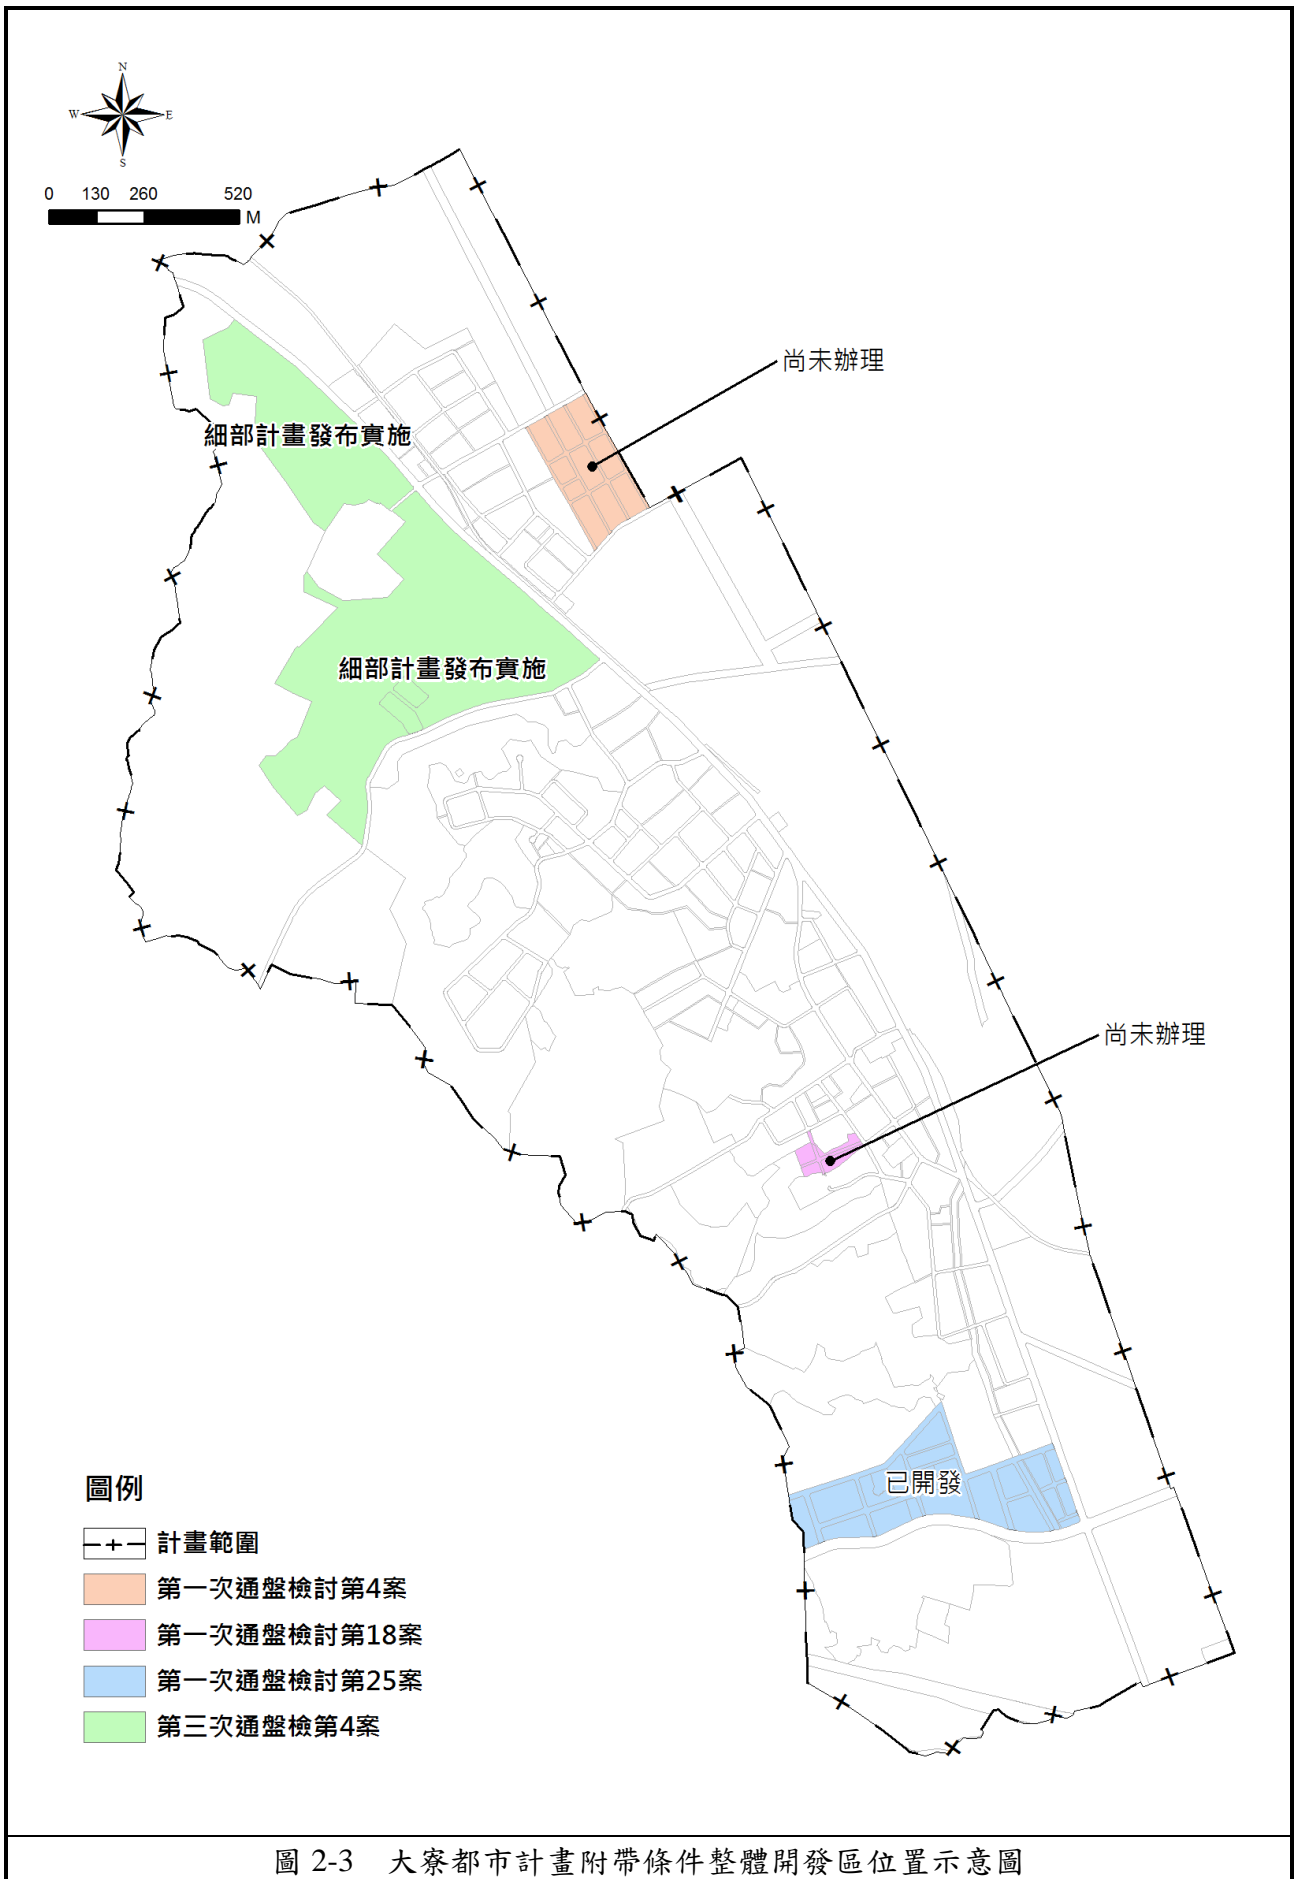 N
W E
S
0 130 260 520
M
尚未辦理
細部計畫發布實施
細部計畫發布實施
尚未辦理
已開發
圖例
計畫範圍
第一次通盤檢討第4案
第一次通盤檢討第18案
第一次通盤檢討第25案
第三次通盤檢第4案
圖 2-3 大寮都市計畫附帶條件整體開發區位置示意圖